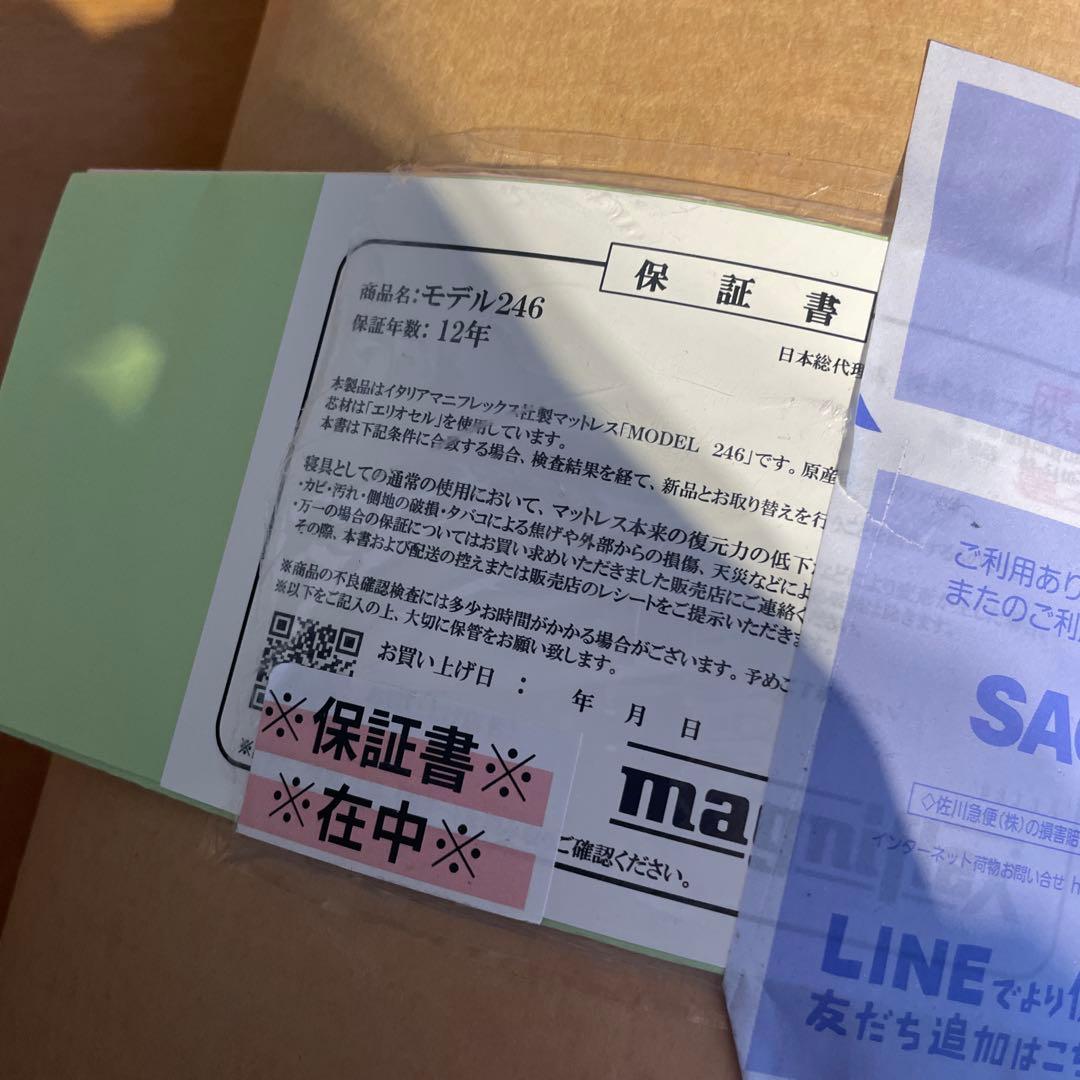 保証書
商品名：モデル246
保証年数：12年
日本総代理
本製品はイタリアマニフレックス社製マットレス「MODEL 246」です。原産
芯材は「エリオセル」を使用しています。
本書は下記条件に合致する場合、検査結果を経て、新品とお取り替えを行
寝具としての通常の使用において、マットレス本来の復元力の低下
・カビ・汚れ・側地の破損・タバコによる焦げや外部からの損傷、天災などによ
・万一の場合の保証についてはお買い求めいただきました販売店にご連絡く
その際、本書および配送の控えまたは販売店のレシートをご提示いただきま
※商品の不良確認検査には多少お時間がかかる場合がございます。予めご
※以下をご記入の上、大切に保管をお願い致します。
お買い上げ日： 年 月 日
※保証書※
※在中※
mag
ご確認ください。
ご利用あり
またのご利
SA
◇佐川急便(株)の損害賠
インターネット荷物お問い合せ h
LINEでより
友だち追加はこち